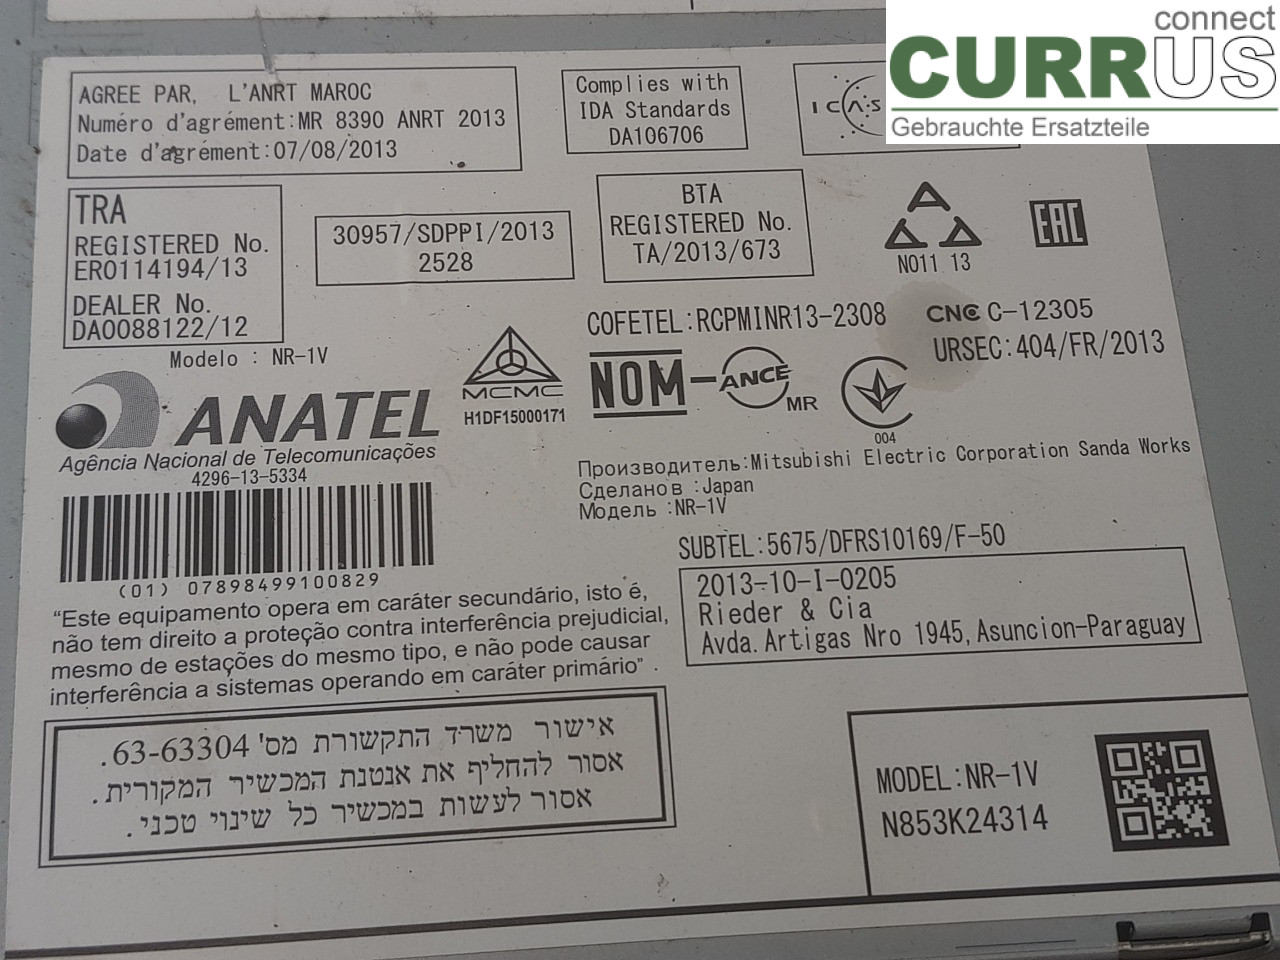 connect
CURRUS
Gebrauchte Ersatzteile
AGREE PAR, L'ANRT MAROC
Numéro d'agrément:MR 8390 ANRT 2013
Date d'agrément:07/08/2013
Complies with
IDA Standards
DA106706
TRA
REGISTERED No.
ER0114194/13
DEALER No.
DA0088122/12
30957/SDPPI/2013
2528
BTA
REGISTERED No.
TA/2013/673
N011 13
EAC
COFETEL:RCPMINR13-2308
CNC C-12305
URSEC:404/FR/2013
Modelo : NR-1V
ANATEL
Agência Nacional de Telecomunicações
4296-13-5334
MCMC
H1DF15000171
NOM-ANCE MR
004
Производитель:Mitsubishi Electric Corporation Sanda Works
Сделанов :Japan
Модель :NR-1V
(01) 07898499100829
SUBTEL:5675/DFRS10169/F-50
2013-10-I-0205
Rieder & Cia
Avda. Artigas Nro 1945, Asuncion-Paraguay
"Este equipamento opera em caráter secundário, isto é,
não tem direito a proteção contra interferência prejudicial,
mesmo de estações do mesmo tipo, e não pode causar
interferência a sistemas operando em caráter primário" .
אישור משרד התקשורת מס' 63-63304.
אסור להחליף את אנטנת המכשיר המקורית.
אסור לעשות במכשיר כל שינוי טכני.
MODEL:NR-1V
N853K24314